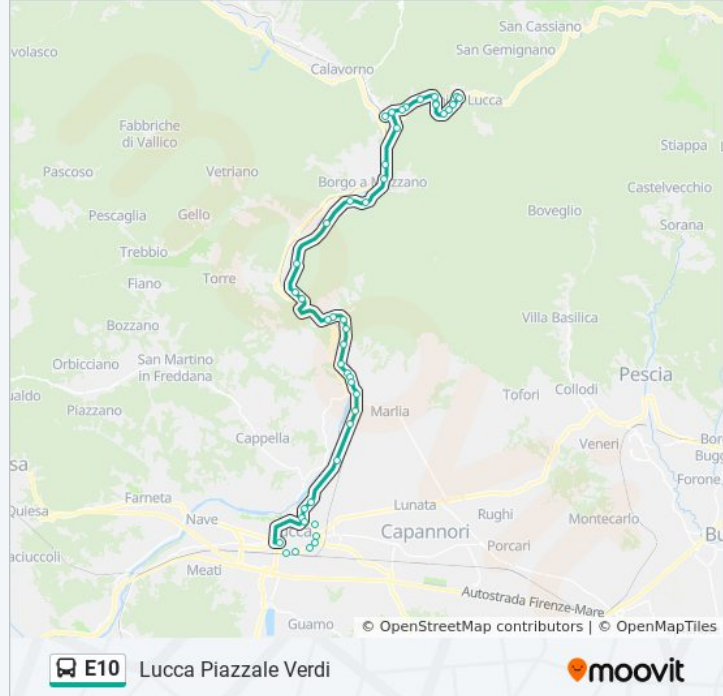 San Cassiano
San Gemignano
volasco
Calavorno
Lucca
Fabbriche
di Vallico
Stiappa
Pascoso
Vetriano
Borgo a Mozzano
Castelvecchio
Pescaglia
Gello
Boveglio
Sorana
Trebbio
Torre
Fiano
Bozzano
Villa Basilica
Orbicciano
San Martino
in Freddana
Pescia
ualdo
Tofori
Collodi
Piazzano
Marlia
Cappella
Veneri
Bor
Bugg
sa
Farneta
Forone,
Quiesa
Nave
Lunata
Rughi
Montecarlo
Lucca
Capannori
Porcari
Bu
aciuccoli
Meati
Autostrada Firenze-Mare
Guamo
© OpenStreetMap contributors | © OpenMapTiles
E10 Lucca Piazzale Verdi
moovit